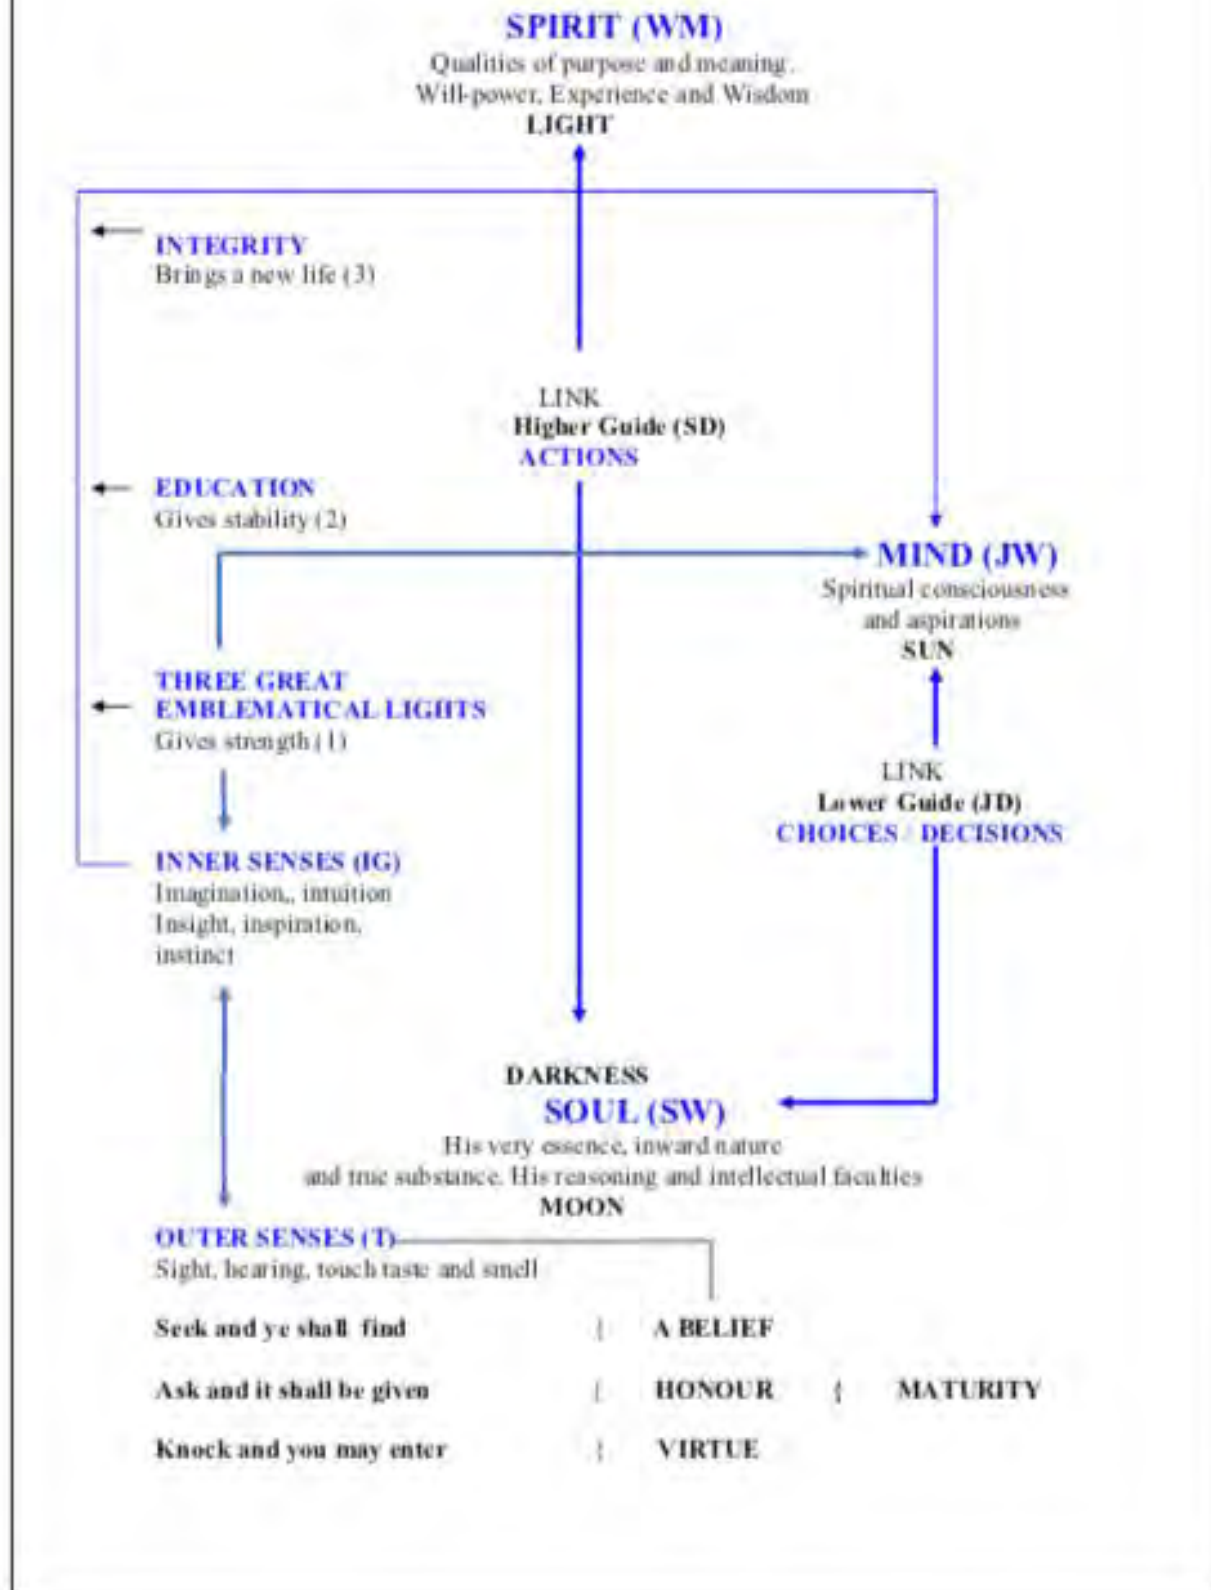 SPIRIT (WM)
Qualities of purpose and meaning.
Will-power, Experience and Wisdom
LIGHT
INTEGRITY
Brings a new life (3)
LINK
Higher Guide (SD)
ACTIONS
EDUCATION
Gives stability (2)
MIND (JW)
Spiritual consciousness
and aspirations
SUN
THREE GREAT
EMBLEMATICAL LIGHTS
Gives strength (1)
LINK
Lower Guide (JD)
CHOICES / DECISIONS
INNER SENSES (IG)
Imagination,, intuition
Insight, inspiration,
instinct
DARKNESS
SOUL (SW)
His very essence, inward nature
and true substance. His reasoning and intellectual faculties
MOON
OUTER SENSES (T)
Sight, hearing, touch taste and smell
Seek and ye shall find { A BELIEF
Ask and it shall be given { HONOUR { MATURITY
Knock and you may enter { VIRTUE